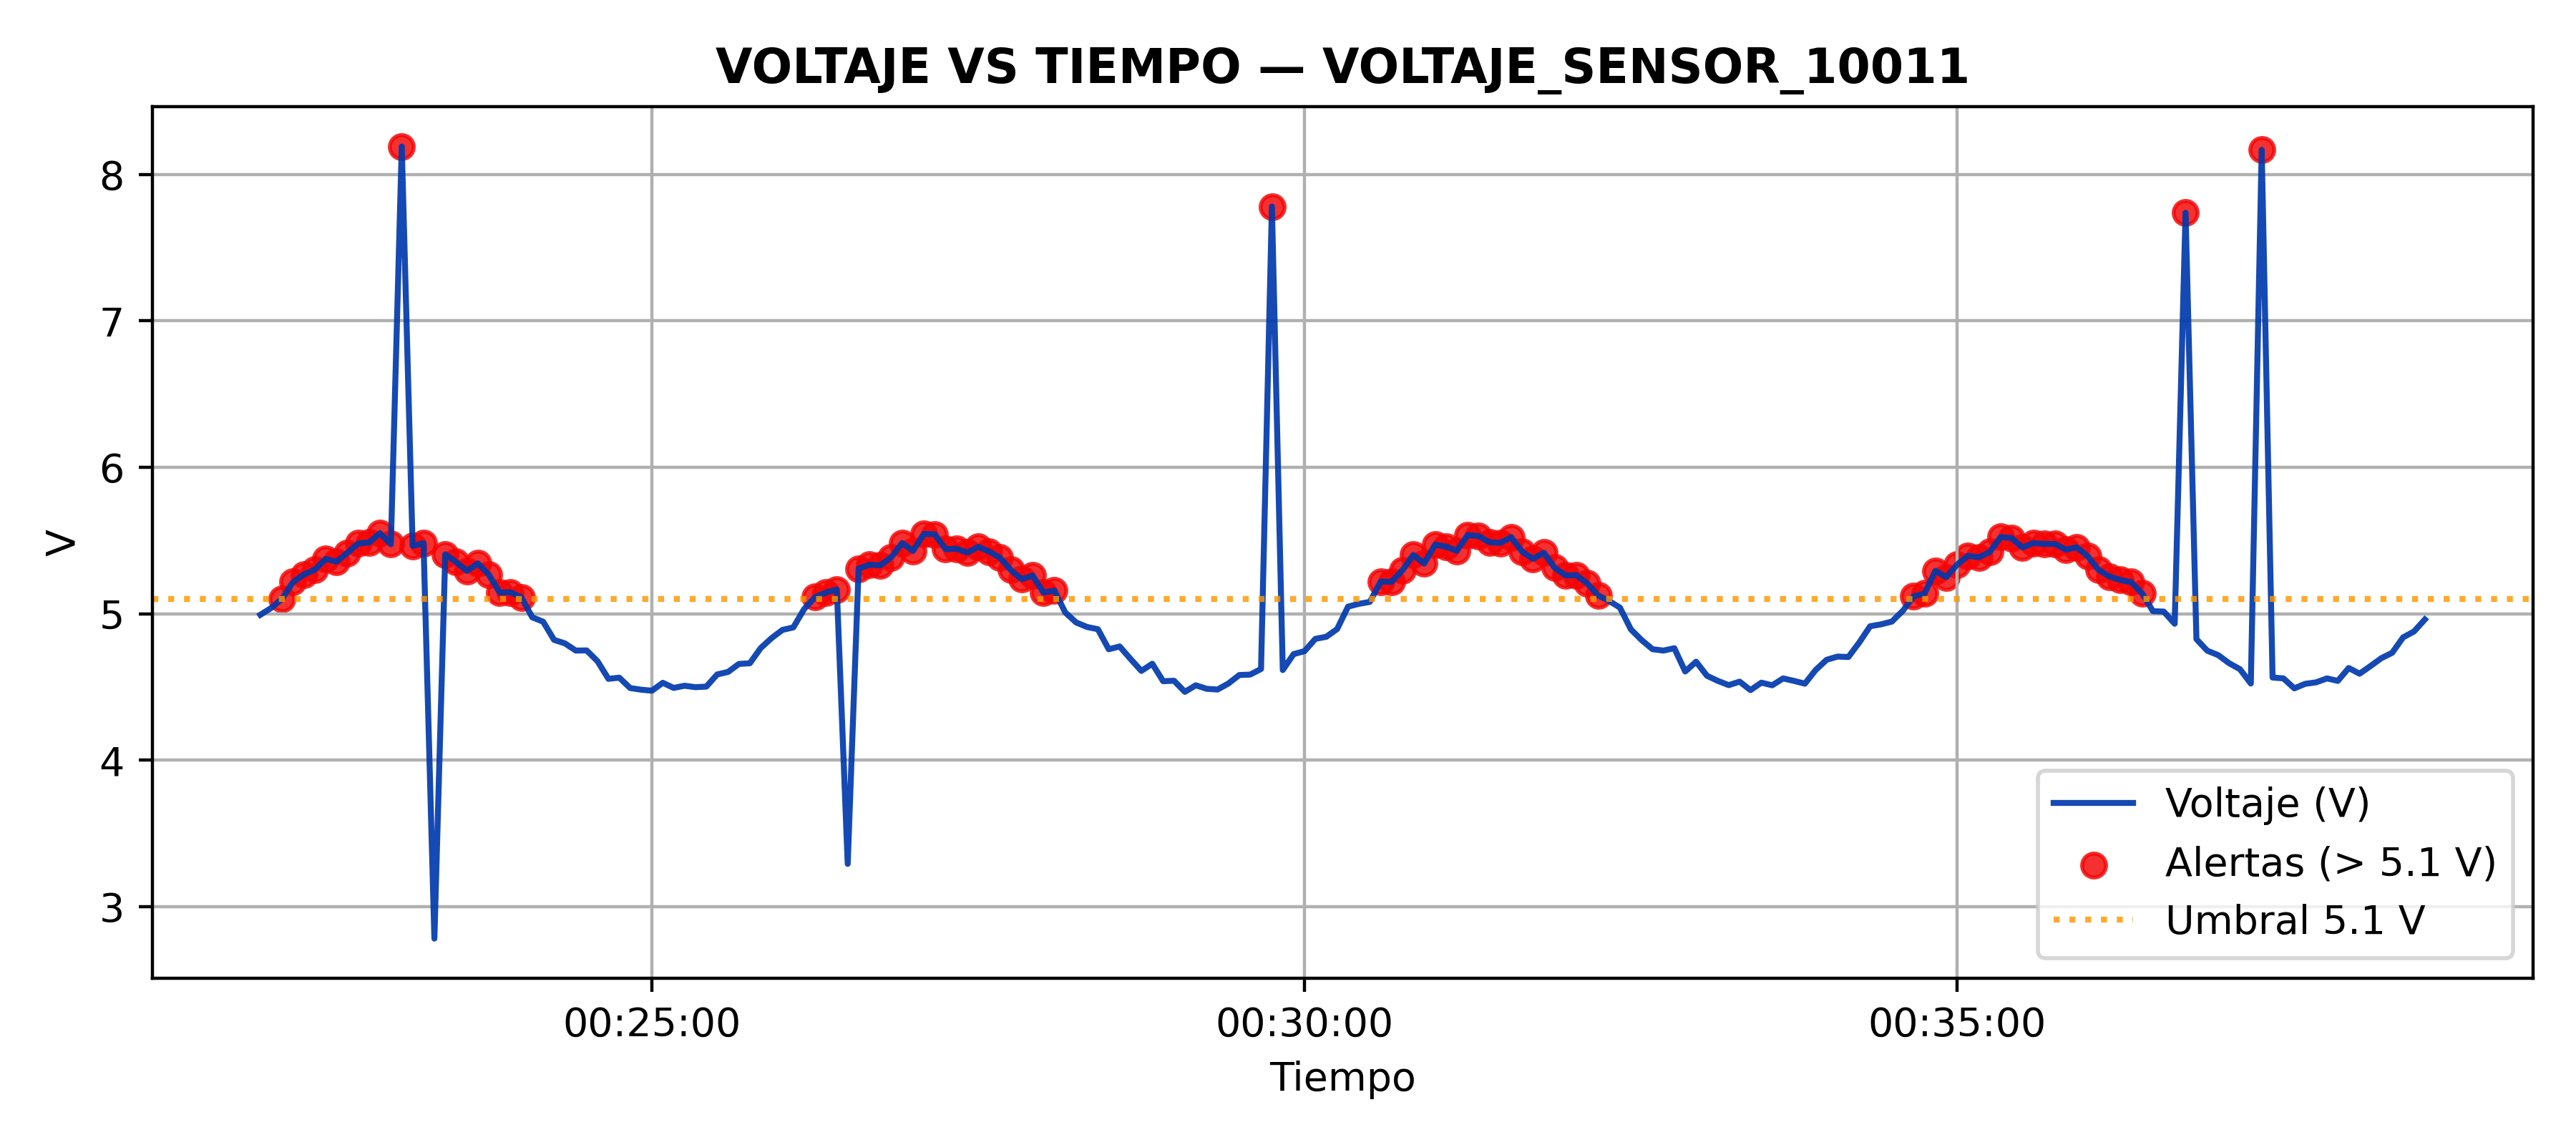 VOLTAJE VS TIEMPO — VOLTAJE_SENSOR_10011
8
7
6
5
4
3
V
00:25:00
00:30:00
00:35:00
Tiempo
Voltaje (V)
Alertas (> 5.1 V)
Umbral 5.1 V